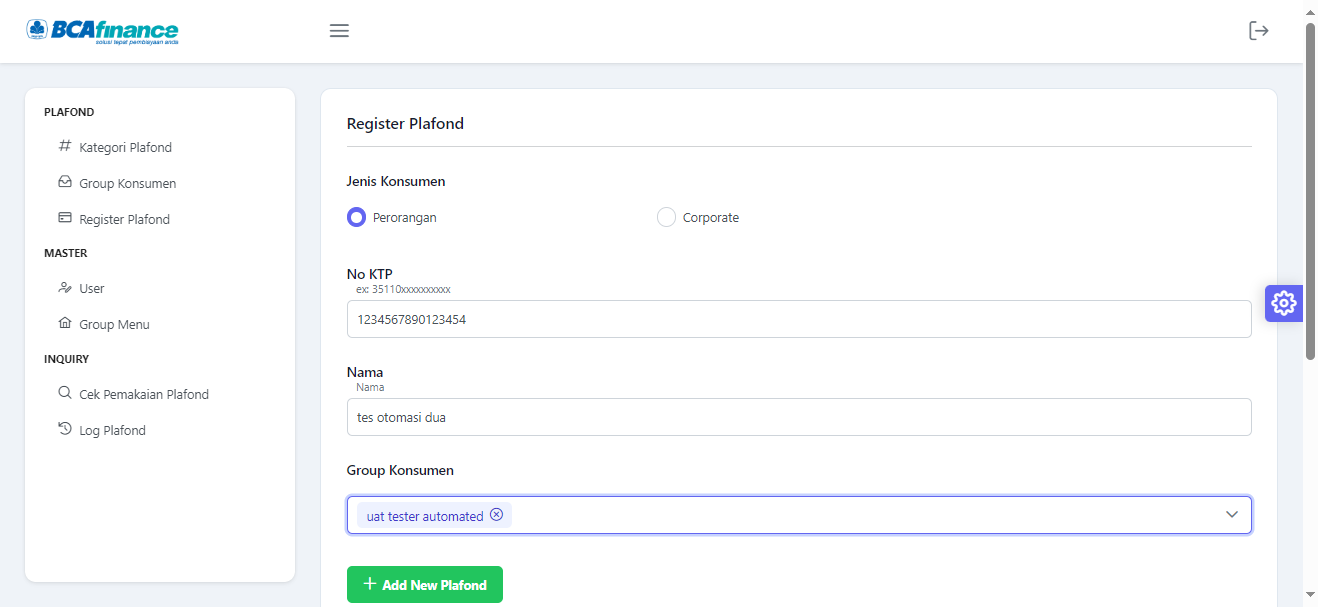 BCAfinance
solusi tepat pembiayaan anda
PLAFOND
Kategori Plafond
Group Konsumen
Register Plafond
MASTER
User
Group Menu
INQUIRY
Cek Pemakaian Plafond
Log Plafond
Register Plafond
Jenis Konsumen
Perorangan Corporate
No KTP
ex: 35110xxxxxxxxxx
1234567890123454
Nama
Nama
tes otomasi dua
Group Konsumen
uat tester automated
Add New Plafond